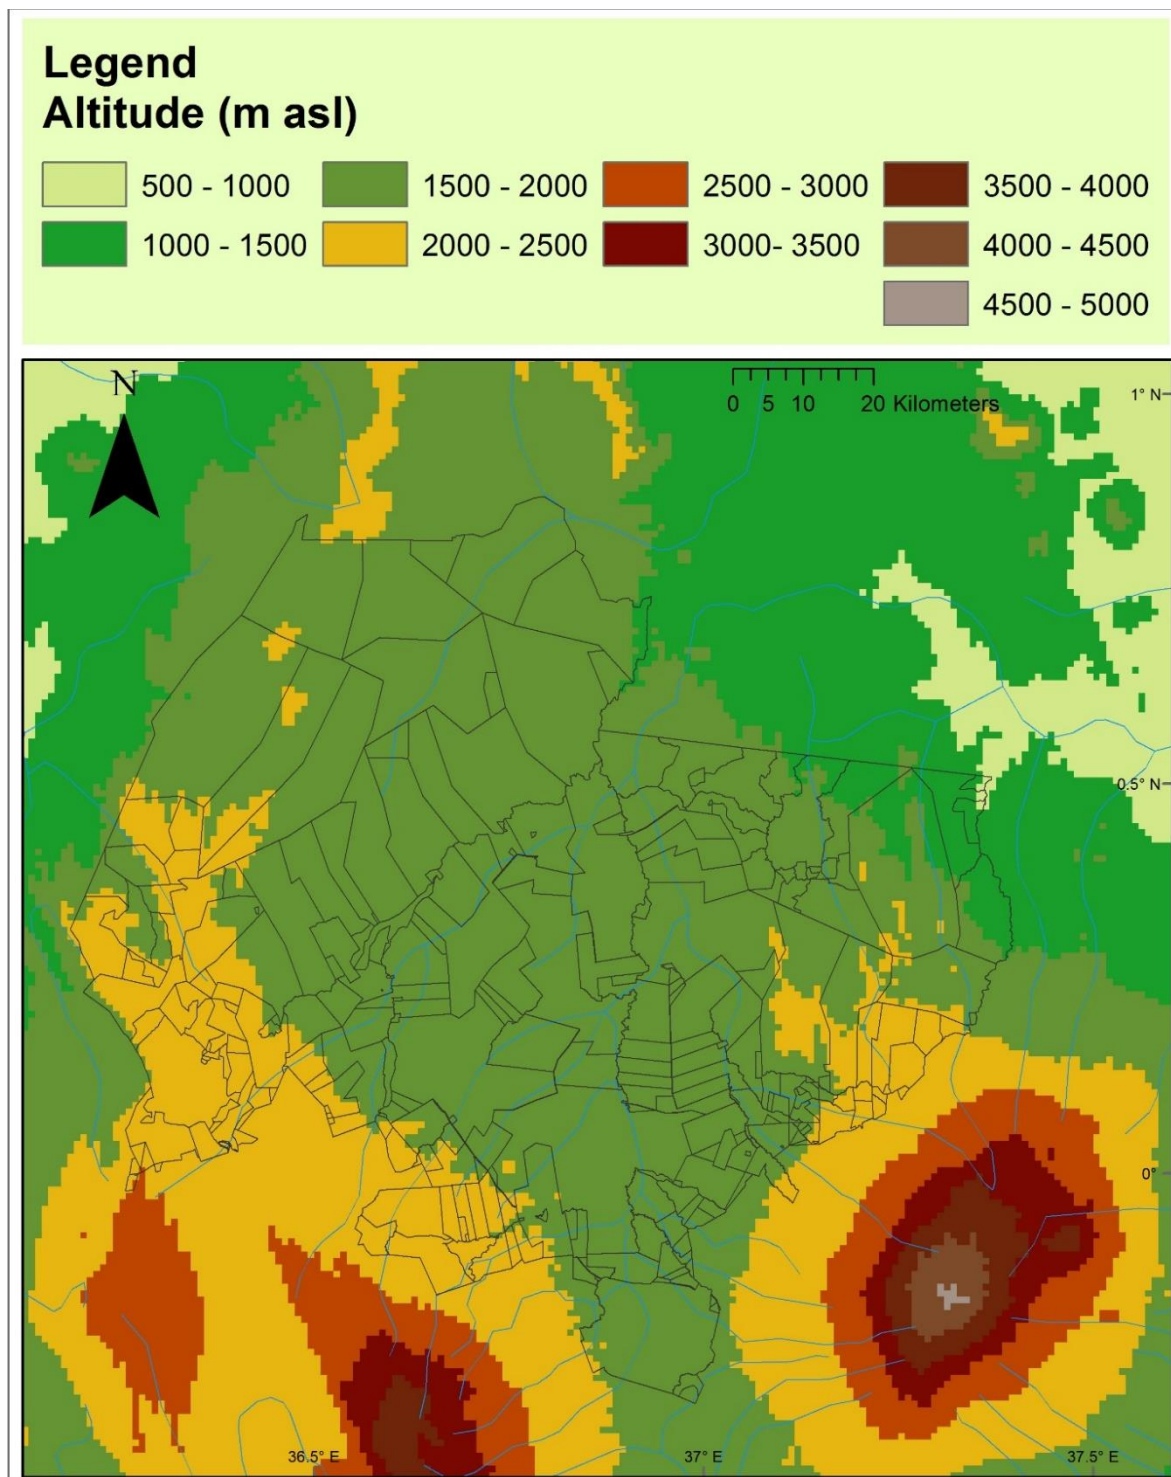 Legend
Altitude (m asl)
500 - 1000
1500 - 2000
2500 - 3000
3500 - 4000
1000 - 1500
2000 - 2500
3000- 3500
4000 - 4500
4500 - 5000
N
0 5 10 20 Kilometers
1° N
0.5° N
0°
36.5° E
37° E
37.5° E